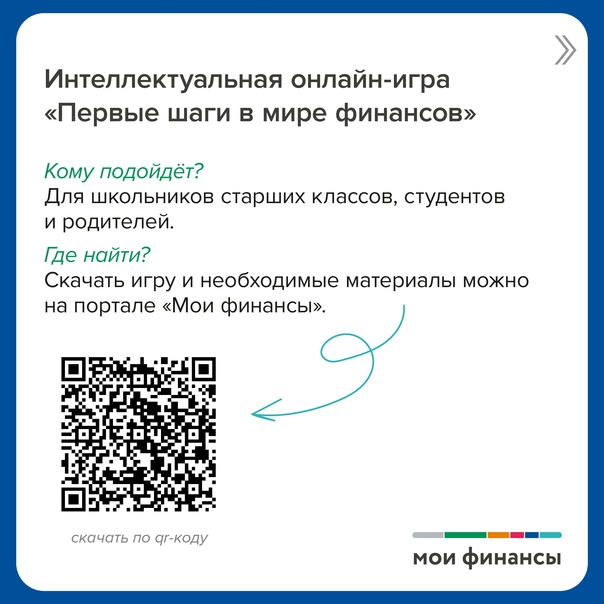 Интеллектуальная онлайн-игра
«Первые шаги в мире финансов»
Кому подойдёт?
Для школьников старших классов, студентов
и родителей.
Где найти?
Скачать игру и необходимые материалы можно
на портале «Мои финансы».
скачать по qr-коду
мои финансы